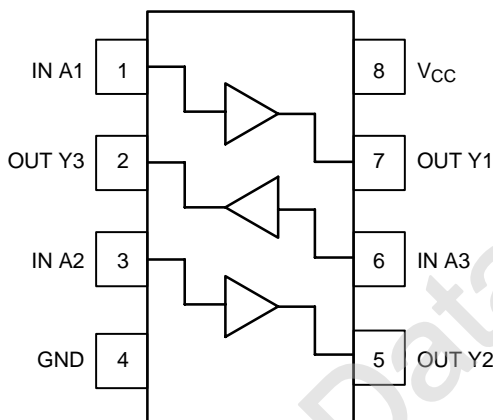 IN A1 1 8 VCC
OUT Y3 2 7 OUT Y1
IN A2 3 6 IN A3
GND 4 5 OUT Y2
Data